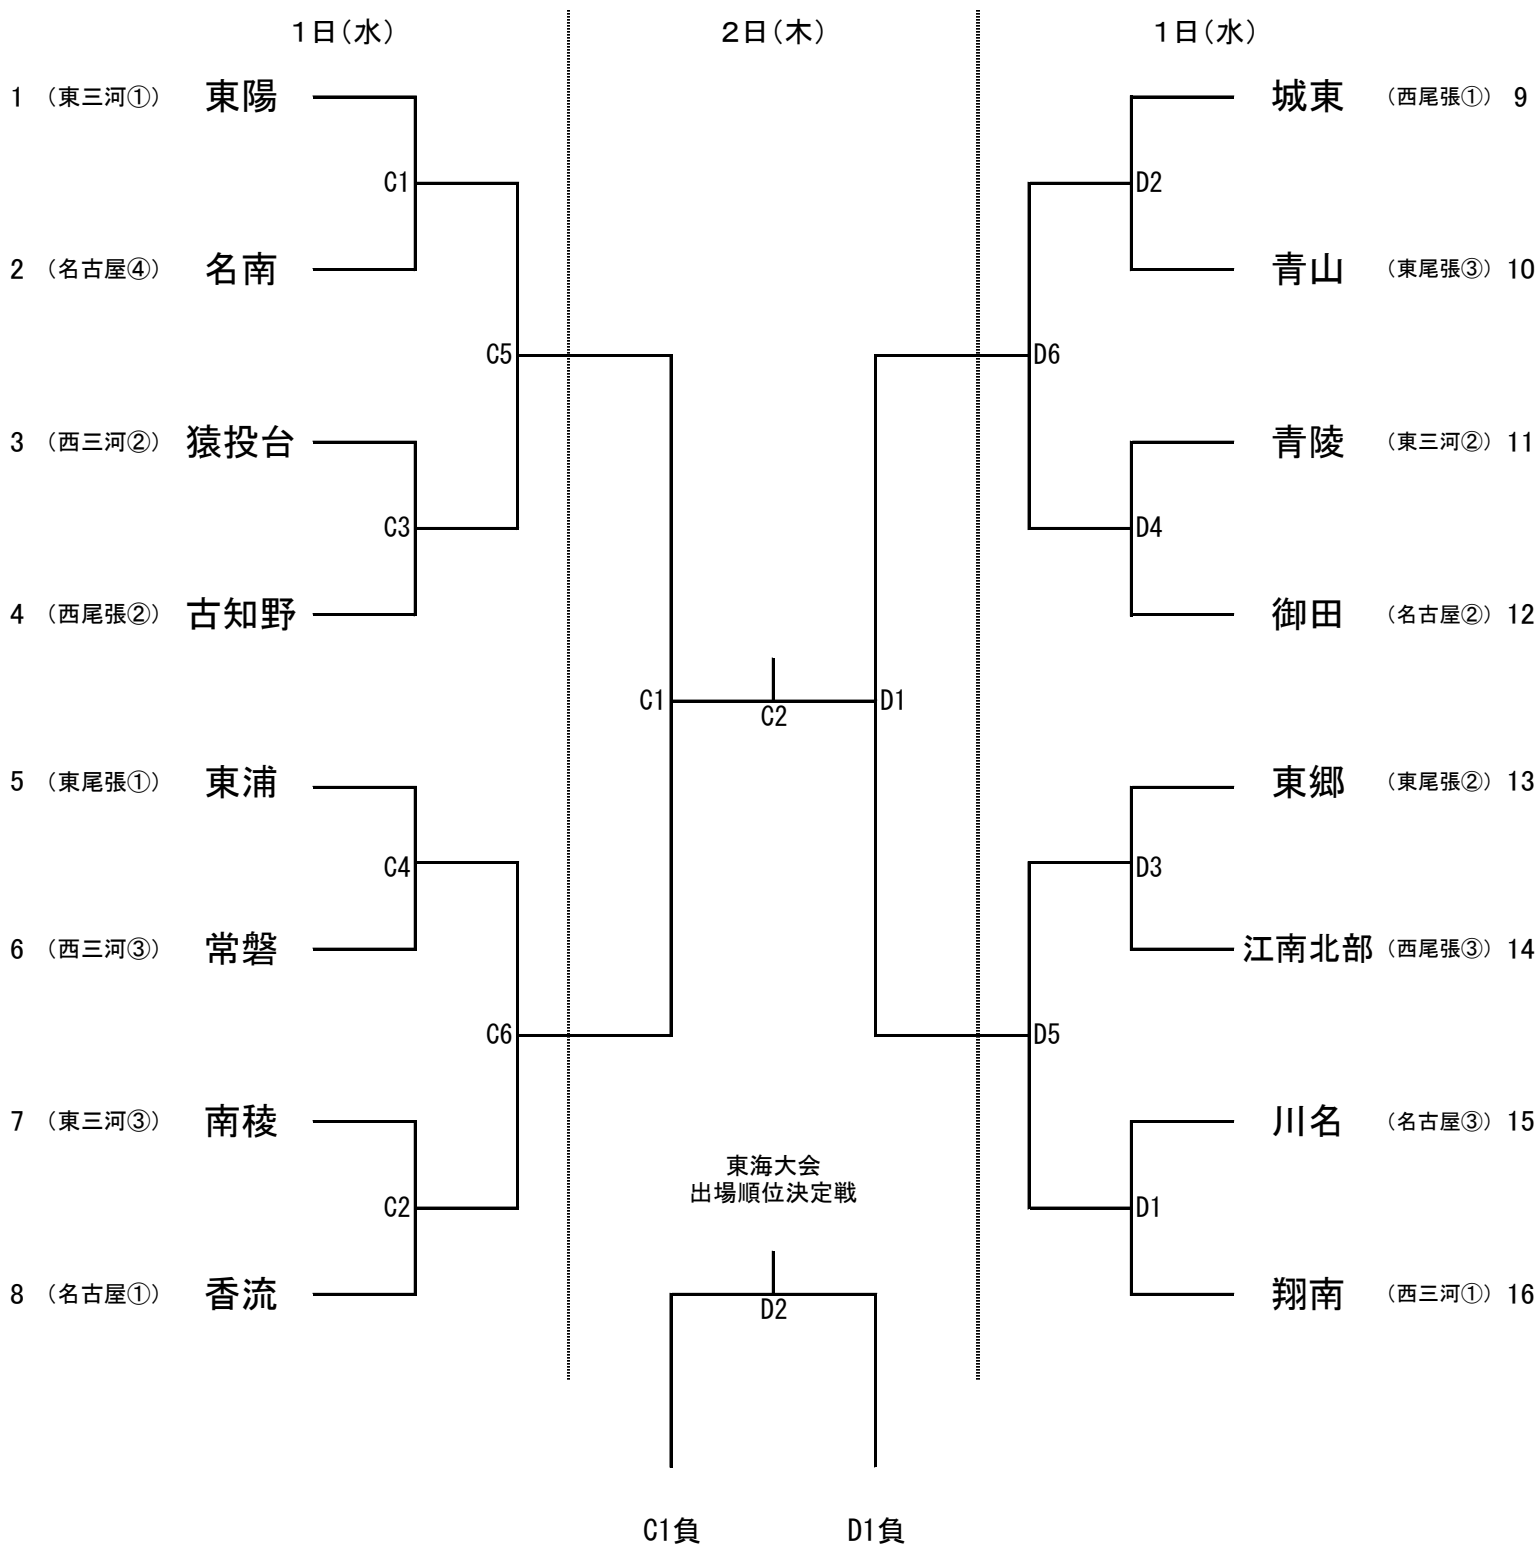 1日(水) 2日(木) 1日(水)
1 (東三河①) 東陽 城東 (西尾張①) 9
C1 D2
2 (名古屋④) 名南 青山 (東尾張③) 10
C5 D6
3 (西三河②) 猿投台 青陵 (東三河②) 11
C3 D4
4 (西尾張②) 古知野 御田 (名古屋②) 12
C1 C2 D1
5 (東尾張①) 東浦 東郷 (東尾張②) 13
C4 D3
6 (西三河③) 常磐 江南北部 (西尾張③) 14
C6 D5
7 (東三河③) 南稜 川名 (名古屋③) 15
東海大会
出場順位決定戦
C2 D1
8 (名古屋①) 香流 翔南 (西三河①) 16
D2
C1負 D1負